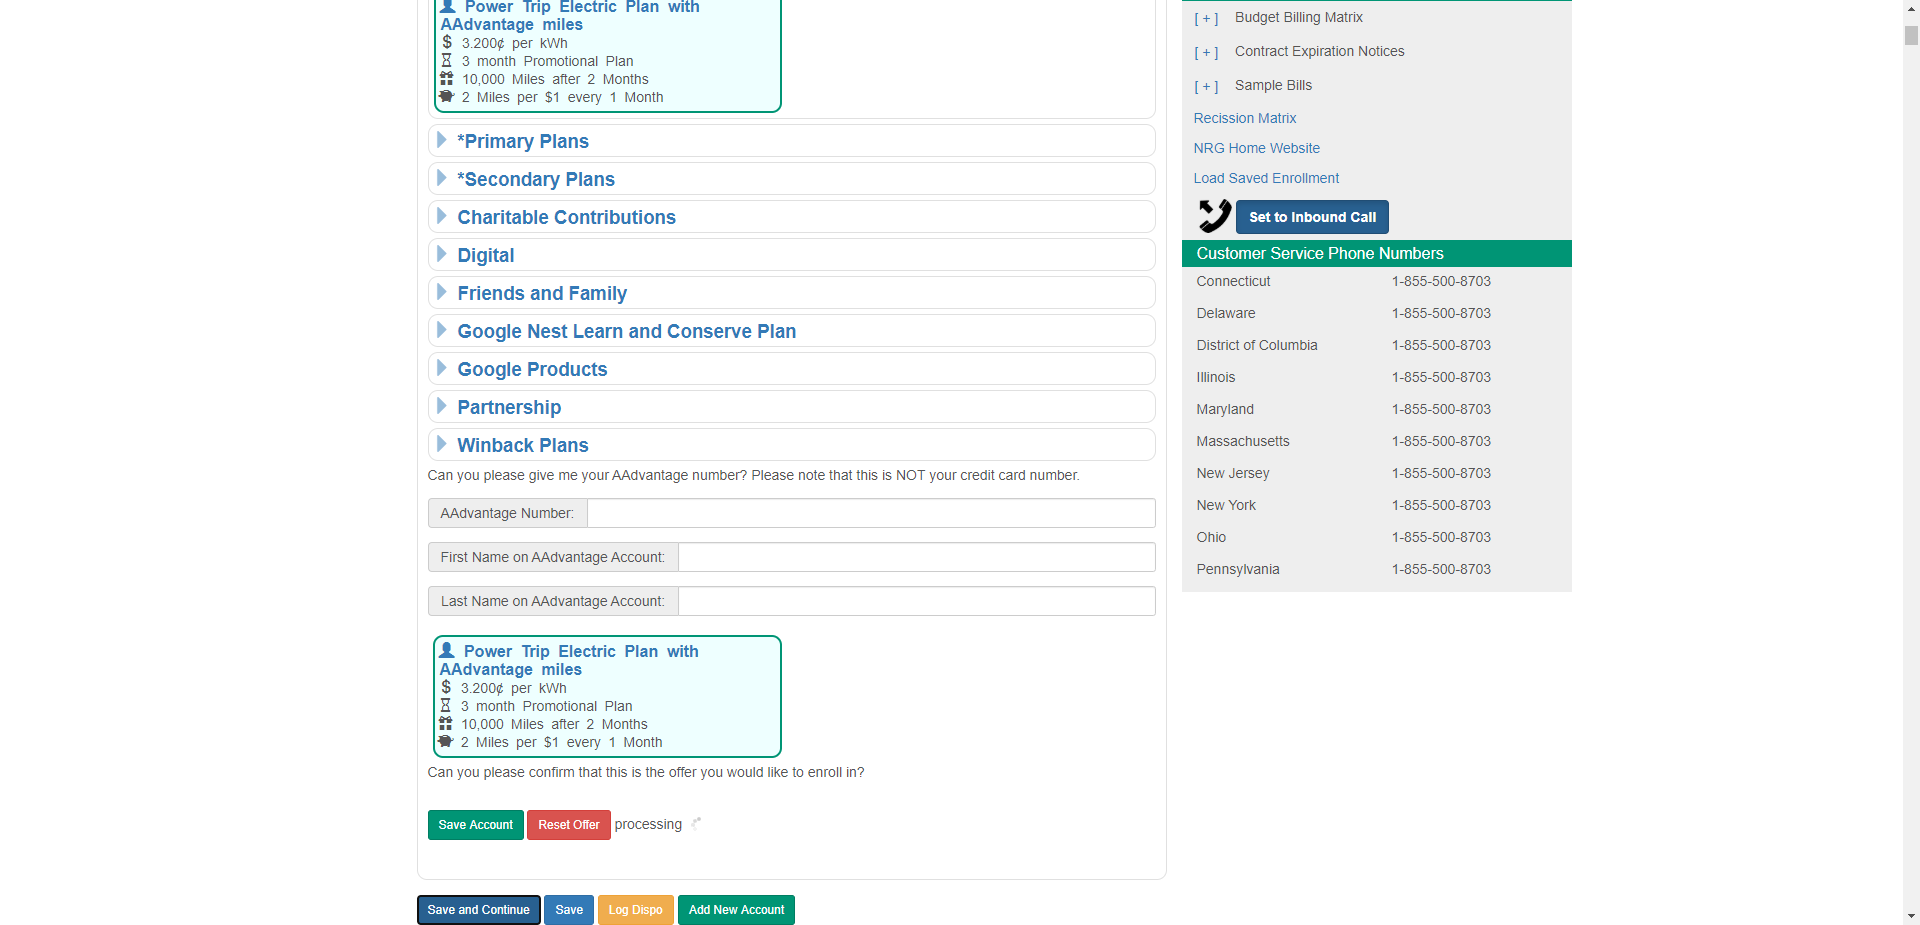 Power Trip Electric Plan with
AAdvantage miles
3.200¢ per kWh
3 month Promotional Plan
10,000 Miles after 2 Months
2 Miles per $1 every 1 Month
*Primary Plans
*Secondary Plans
Charitable Contributions
Digital
Friends and Family
Google Nest Learn and Conserve Plan
Google Products
Partnership
Winback Plans
Can you please give me your AAdvantage number? Please note that this is NOT your credit card number.
AAdvantage Number:
First Name on AAdvantage Account:
Last Name on AAdvantage Account:
Power Trip Electric Plan with
AAdvantage miles
3.200¢ per kWh
3 month Promotional Plan
10,000 Miles after 2 Months
2 Miles per $1 every 1 Month
Can you please confirm that this is the offer you would like to enroll in?
Save Account Reset Offer processing
Save and Continue Save Log Dispo Add New Account
[ + ] Budget Billing Matrix
[ + ] Contract Expiration Notices
[ + ] Sample Bills
Recission Matrix
NRG Home Website
Load Saved Enrollment
Set to Inbound Call
Customer Service Phone Numbers
Connecticut 1-855-500-8703
Delaware 1-855-500-8703
District of Columbia 1-855-500-8703
Illinois 1-855-500-8703
Maryland 1-855-500-8703
Massachusetts 1-855-500-8703
New Jersey 1-855-500-8703
New York 1-855-500-8703
Ohio 1-855-500-8703
Pennsylvania 1-855-500-8703